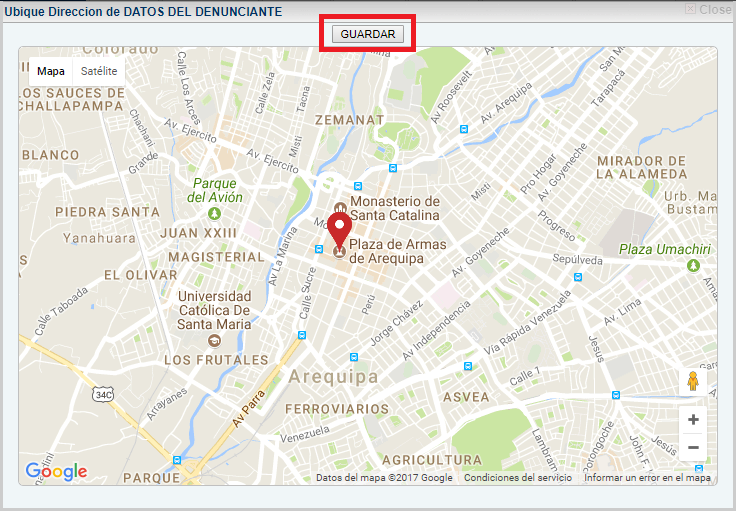 Ubique Direccion de DATOS DEL DENUNCIANTE
Close
GUARDAR
Mapa
Satélite
Colorado
LOS SAUCES DE
CHALLAPAMPA
BLANCO
Chachani
Grande
Calle Los Arces
Calle Zela
Tacna
Misti
Av. Ejercito
Av. Ejercito
ZEMANAT
Av Roosevelt
Av. Arequipa
Tarapacá
Pro Hogar
Av. Goyeneche
Misti
Progreso
MIRADOR DE
LA ALAMEDA
Urb. Ma
Bustam
Parque
del Avión
PIEDRA SANTA
Yanahuara
JUAN XXIII
MAGISTERIAL
EL OLIVAR
Calle Taboada
Monasterio de
Santa Catalina
Plaza de Armas
de Arequipa
Av La Marina
Calle Sucre
Perú
Av. Goyeneche
Sepúlveda
Plaza Umachiri
Av. Lima
Universidad
Católica De
Santa Maria
LOS FRUTALES
Jorge Chávez
Av Independencia
Vía Rápida Venezuela
Jesus
Calle 1
Arequipa
34C
Arrayanes
Av Parra
FERROVIARIOS
ASVEA
Venezuela
AGRICULTURA
PARQUE
Lambram
Porongoche
Jesus
Google
Datos del mapa ©2017 Google
Condiciones del servicio
Informar un error en el mapa